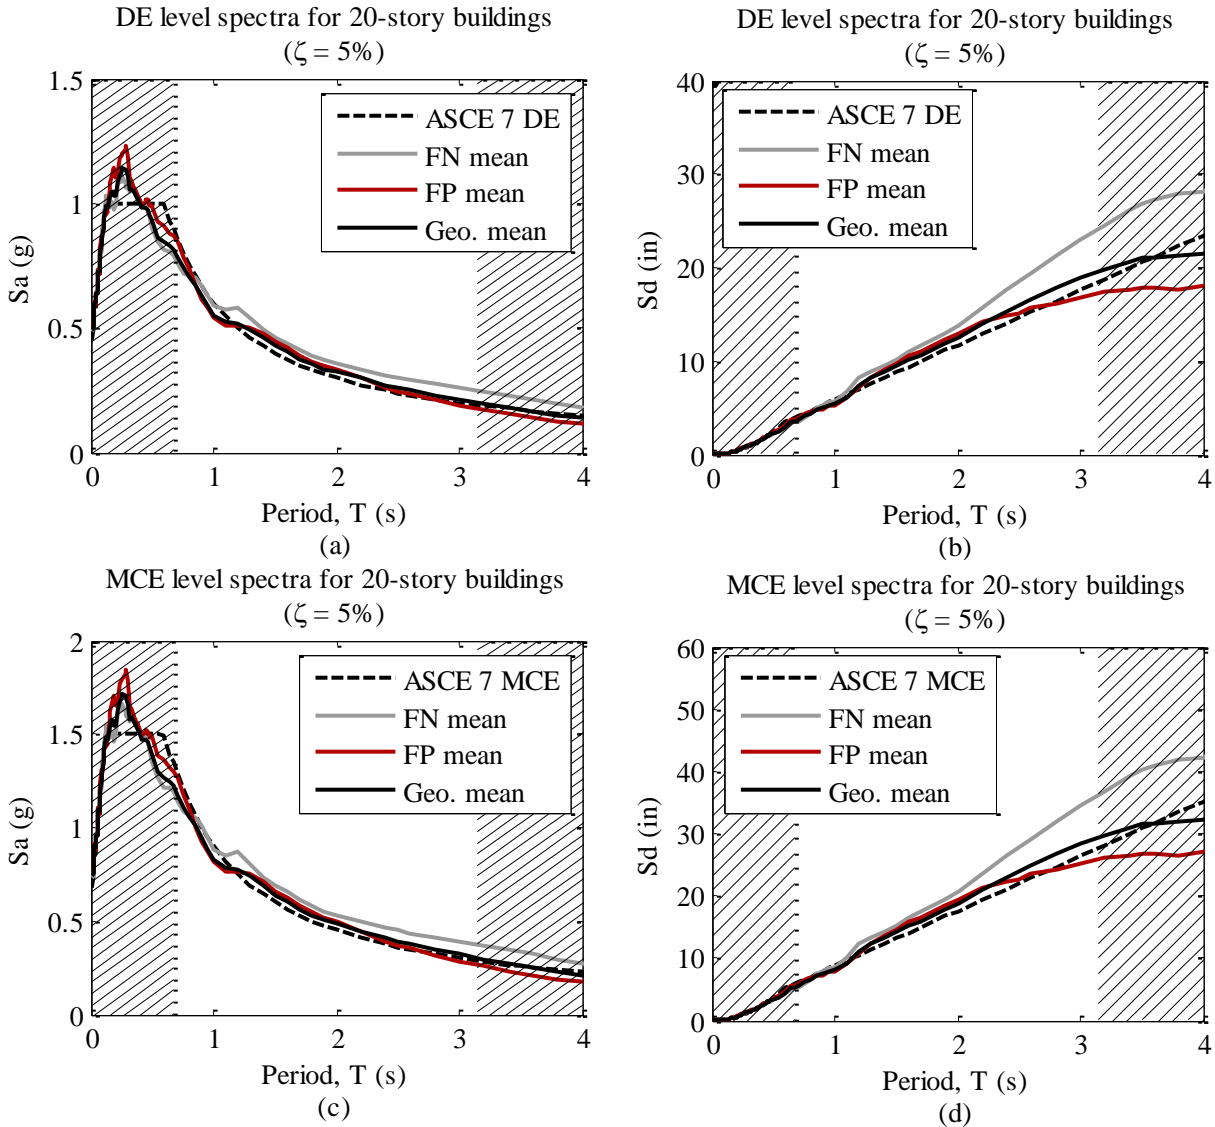 DE level spectra for 20-story buildings
(ζ = 5%)
1.5
1
0.5
0
Sa (g)
ASCE 7 DE
FN mean
FP mean
Geo. mean
0 1 2 3 4
Period, T (s)
(a)
DE level spectra for 20-story buildings
(ζ = 5%)
40
30
20
10
0
Sd (in)
ASCE 7 DE
FN mean
FP mean
Geo. mean
0 1 2 3 4
Period, T (s)
(b)
MCE level spectra for 20-story buildings
(ζ = 5%)
2
1.5
1
0.5
0
Sa (g)
ASCE 7 MCE
FN mean
FP mean
Geo. mean
0 1 2 3 4
Period, T (s)
(c)
MCE level spectra for 20-story buildings
(ζ = 5%)
60
50
40
30
20
10
0
Sd (in)
ASCE 7 MCE
FN mean
FP mean
Geo. mean
0 1 2 3 4
Period, T (s)
(d)